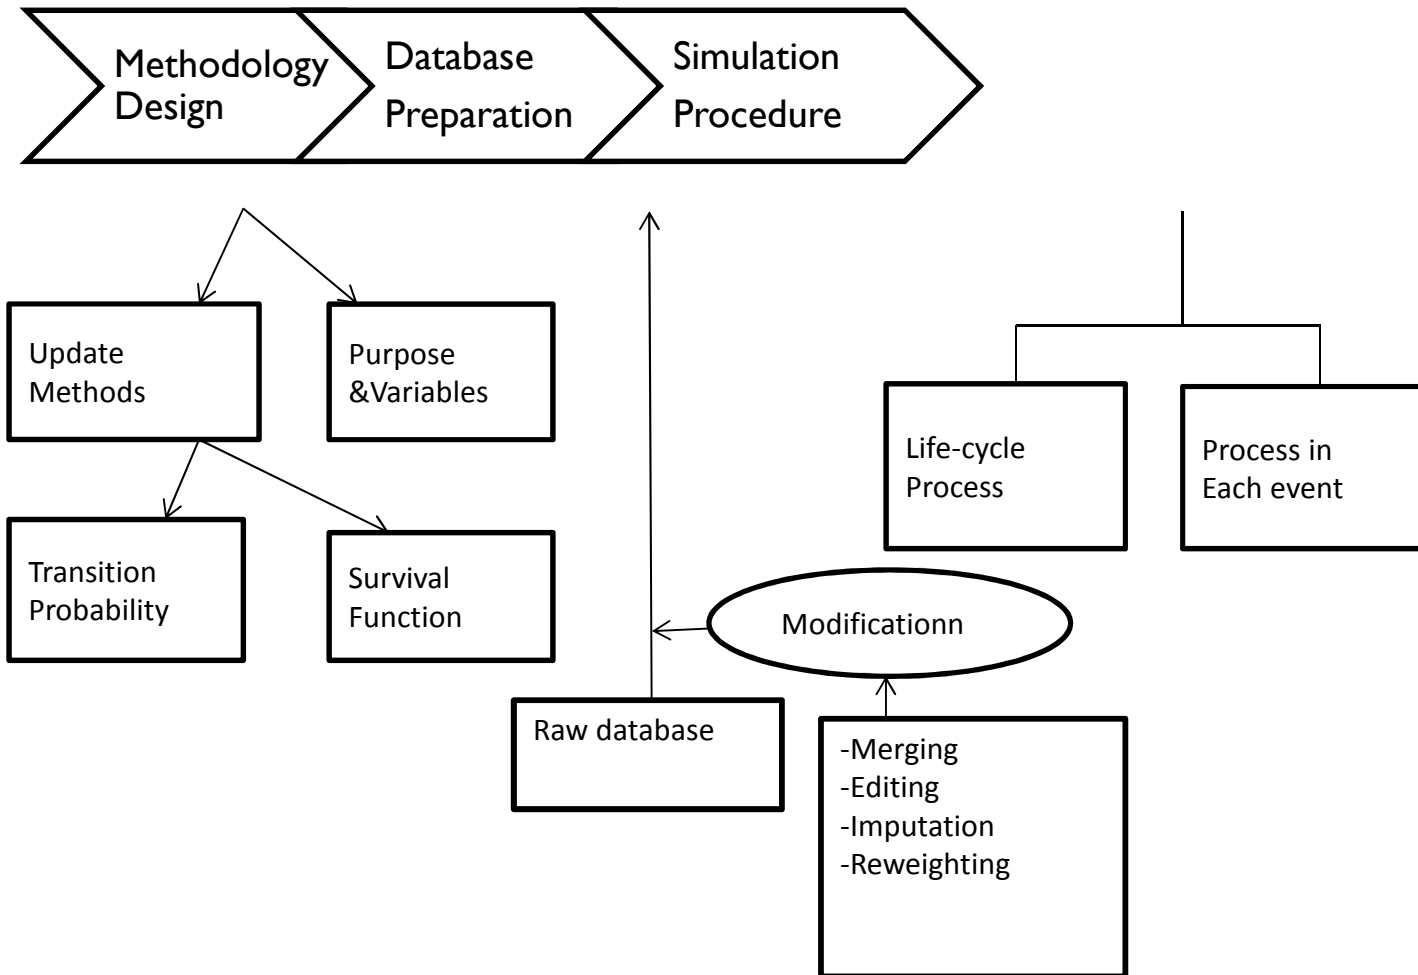 Methodology
Design
Database
Preparation
Simulation
Procedure
Update
Methods
Purpose
&Variables
Life-cycle
Process
Process in
Each event
Transition
Probability
Survival
Function
Modificationn
Raw database
-Merging
-Editing
-Imputation
-Reweighting